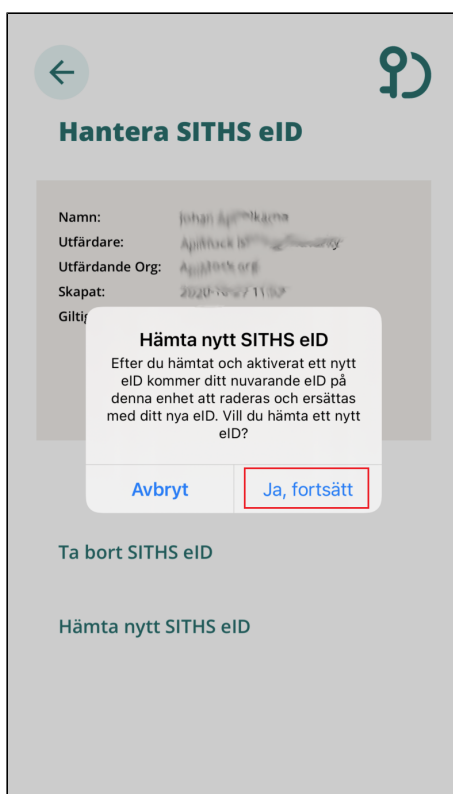 Hantera SITHS eID
Namn: Johan
Utfärdare:
Utfärdande Org:
Skapat:
Giltig
Hämta nytt SITHS eID
Efter du hämtat och aktiverat ett nytt
eID kommer ditt nuvarande eID på
denna enhet att raderas och ersättas
med ditt nya eID. Vill du hämta ett nytt
eID?
Avbryt Ja, fortsätt
Ta bort SITHS eID
Hämta nytt SITHS eID